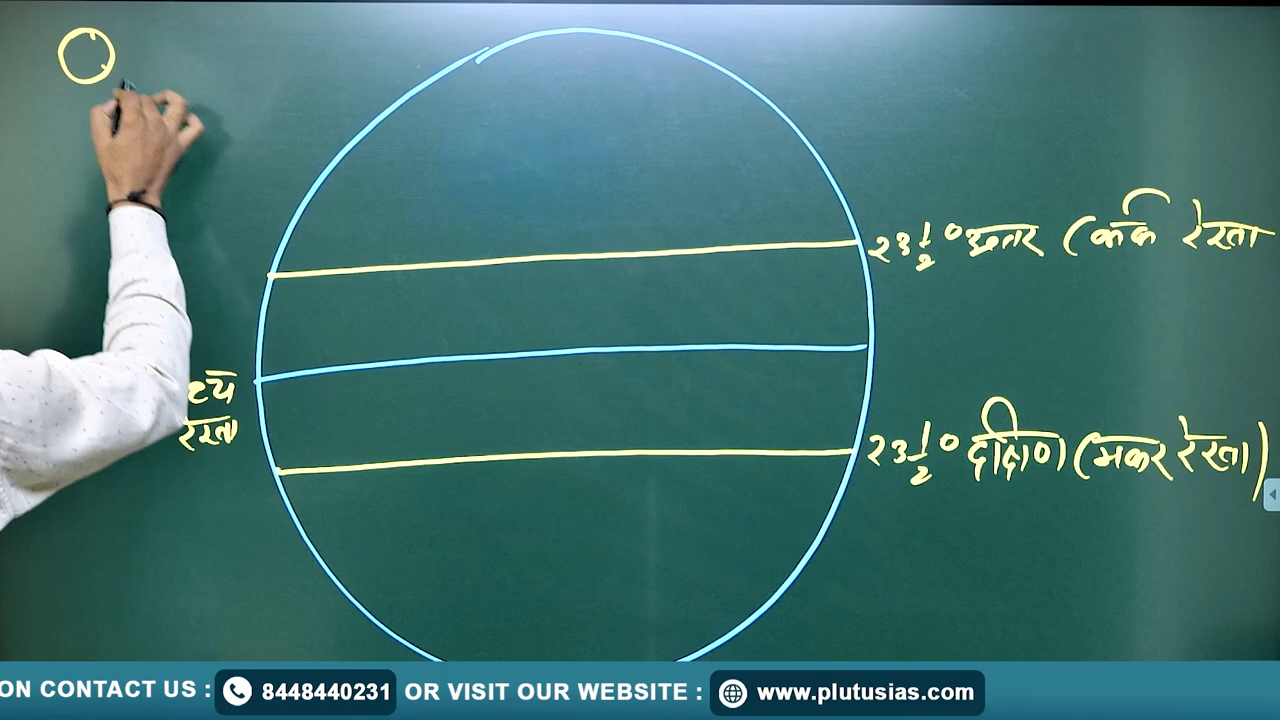 23½° उत्तर (कर्क रेखा
मध्य
रेखा
23½° दक्षिण (मकर रेखा)
ON CONTACT US : 8448440231 OR VISIT OUR WEBSITE : www.plutusias.com